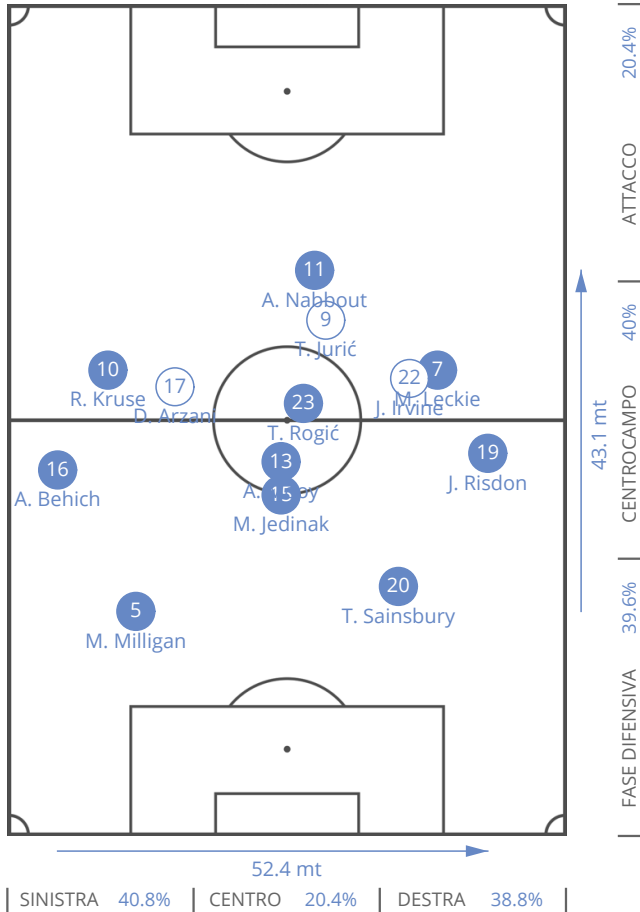 20.4%
ATTACCO
11
A. Nabbout
9
T. Jurić
40%
10
R. Kruse
17
D. Arzani
22
J. Irvine
7
M. Leckie
23
T. Rogić
CENTROCAMPO
43.1 mt
13
A.
15
M. Jedinak
16
A. Behich
19
J. Risdon
39.6%
20
T. Sainsbury
5
M. Milligan
FASE DIFENSIVA
52.4 mt
SINISTRA 40.8% CENTRO 20.4% DESTRA 38.8%